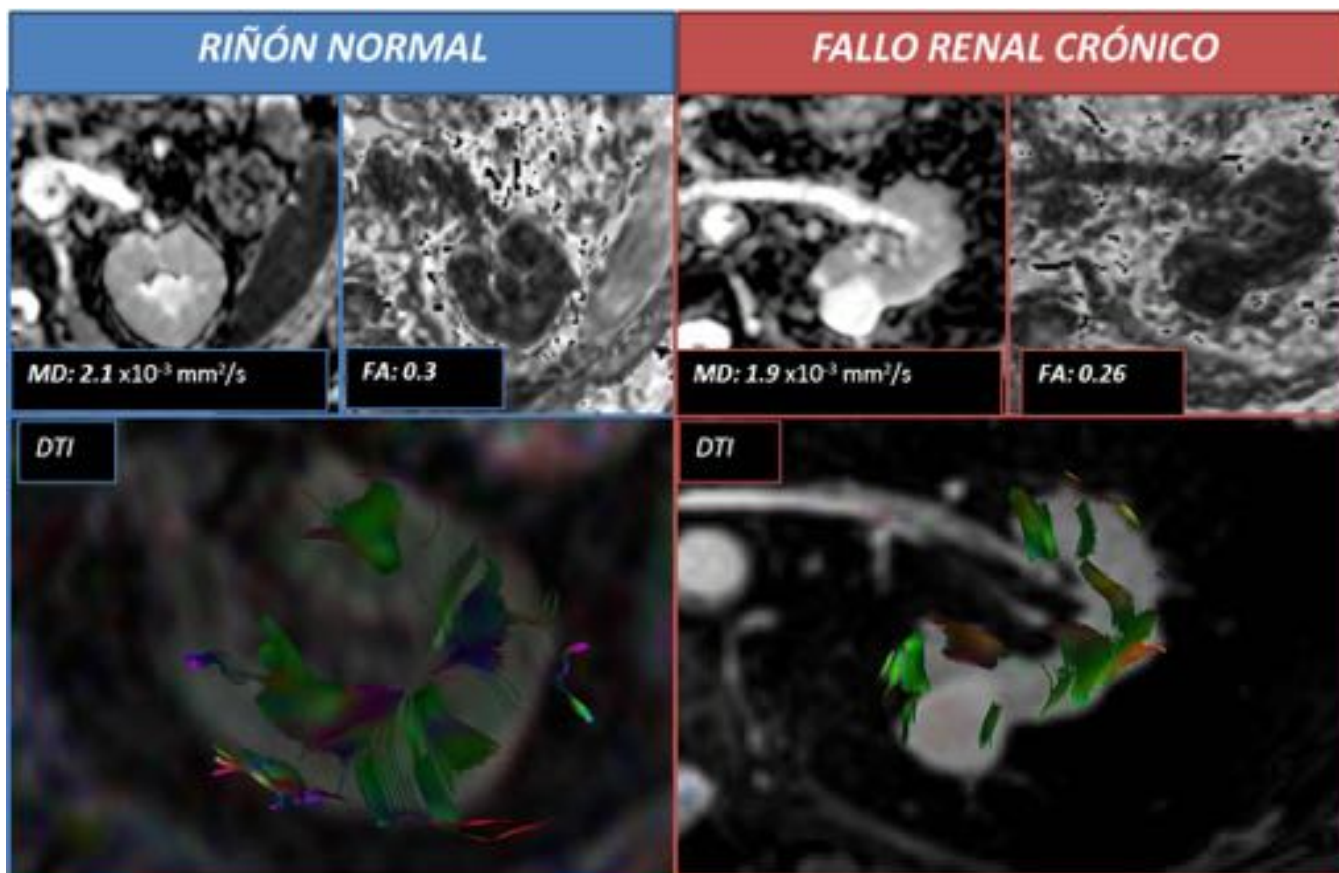 RIÑÓN NORMAL
FALLO RENAL CRÓNICO
MD: 2.1 x10⁻³ mm²/s
FA: 0.3
MD: 1.9 x10⁻³ mm²/s
FA: 0.26
DTI
DTI